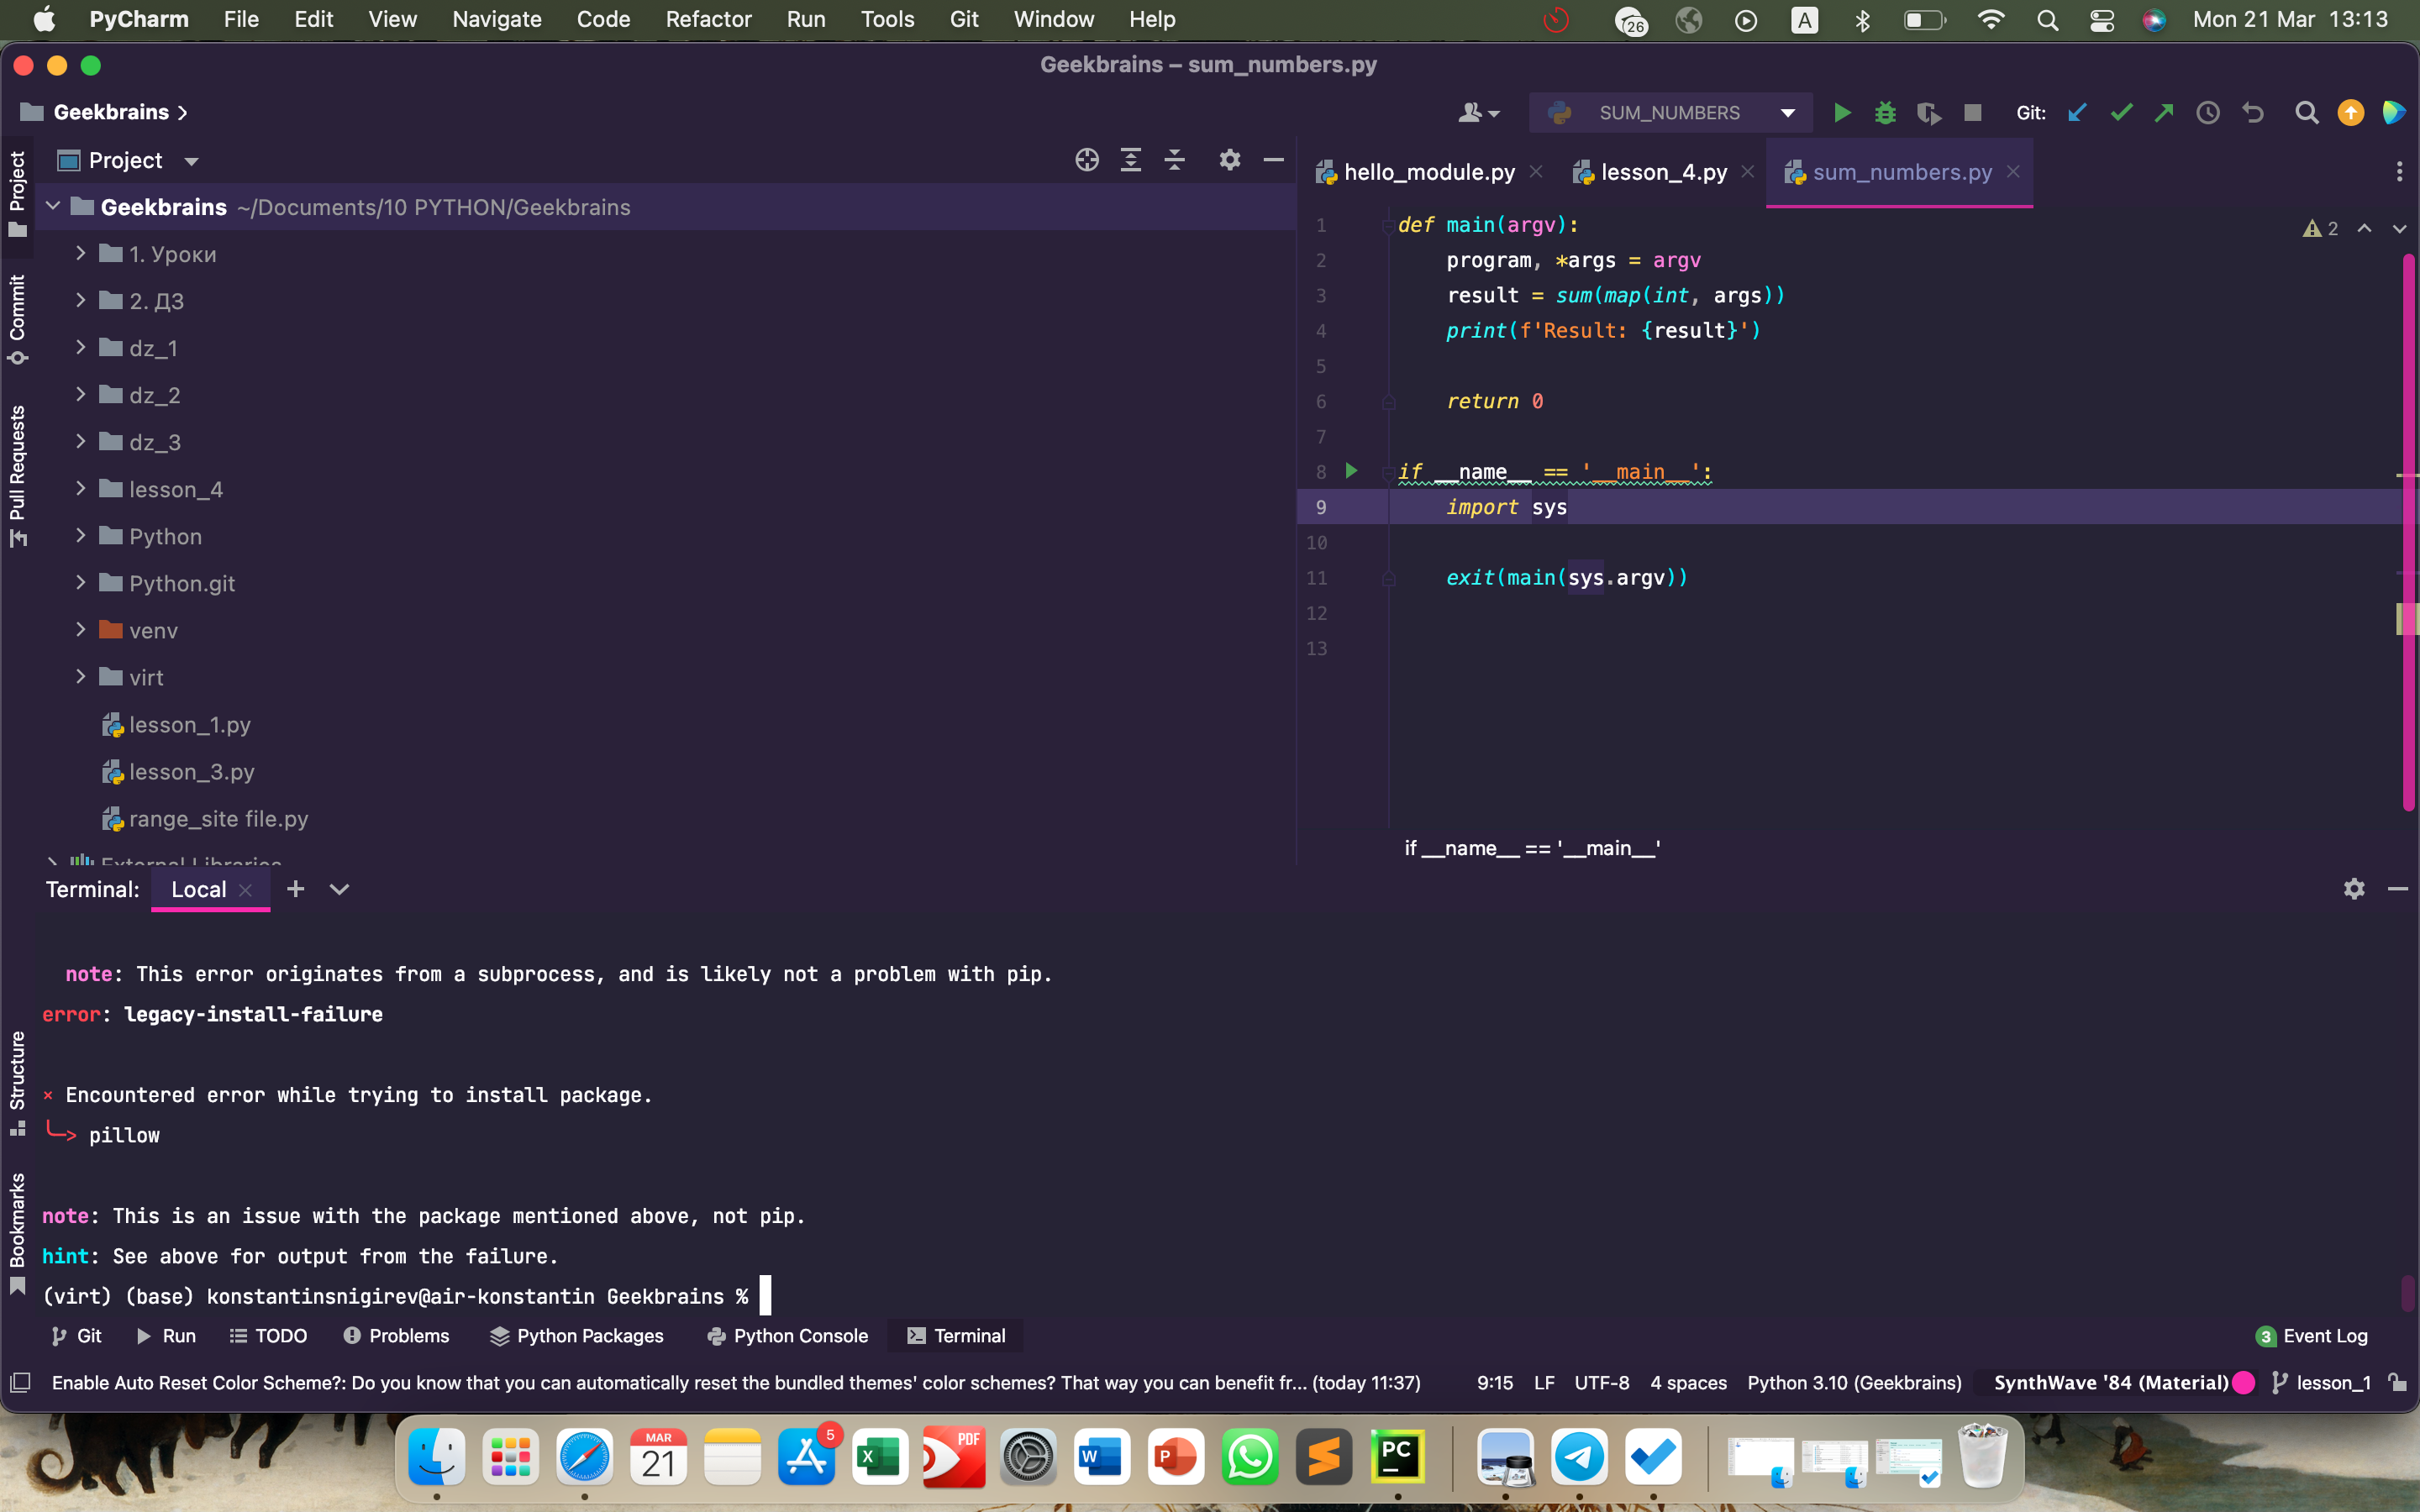 PyCharm File Edit View Navigate Code Refactor Run Tools Git Window Help 26 A Mon 21 Mar 13:13
Geekbrains – sum_numbers.py
Geekbrains
SUM_NUMBERS
Git:
Project
hello_module.py
lesson_4.py
sum_numbers.py
Project
Commit
Pull Requests
Geekbrains ~/Documents/10 PYTHON/Geekbrains
1. Уроки
2. ДЗ
dz_1
dz_2
dz_3
lesson_4
Python
Python.git
venv
virt
lesson_1.py
lesson_3.py
range_site file.py
External Libraries
2
1 def main(argv):
2 program, *args = argv
3 result = sum(map(int, args))
4 print(f'Result: {result}')
5
6 return 0
7
8 if __name__ == '__main__':
9 import sys
10
11 exit(main(sys.argv))
12
13
if __name__ == '__main__'
Terminal: Local
Structure
Bookmarks
note: This error originates from a subprocess, and is likely not a problem with pip.
error: legacy-install-failure
× Encountered error while trying to install package.
╰─> pillow
note: This is an issue with the package mentioned above, not pip.
hint: See above for output from the failure.
(virt) (base) konstantinsnigirev@air-konstantin Geekbrains %
Git Run TODO Problems Python Packages Python Console Terminal 3 Event Log
Enable Auto Reset Color Scheme?: Do you know that you can automatically reset the bundled themes' color schemes? That way you can benefit fr... (today 11:37) 9:15 LF UTF-8 4 spaces Python 3.10 (Geekbrains) SynthWave '84 (Material) lesson_1
MAR
21
5
X
PDF
W
P
PC